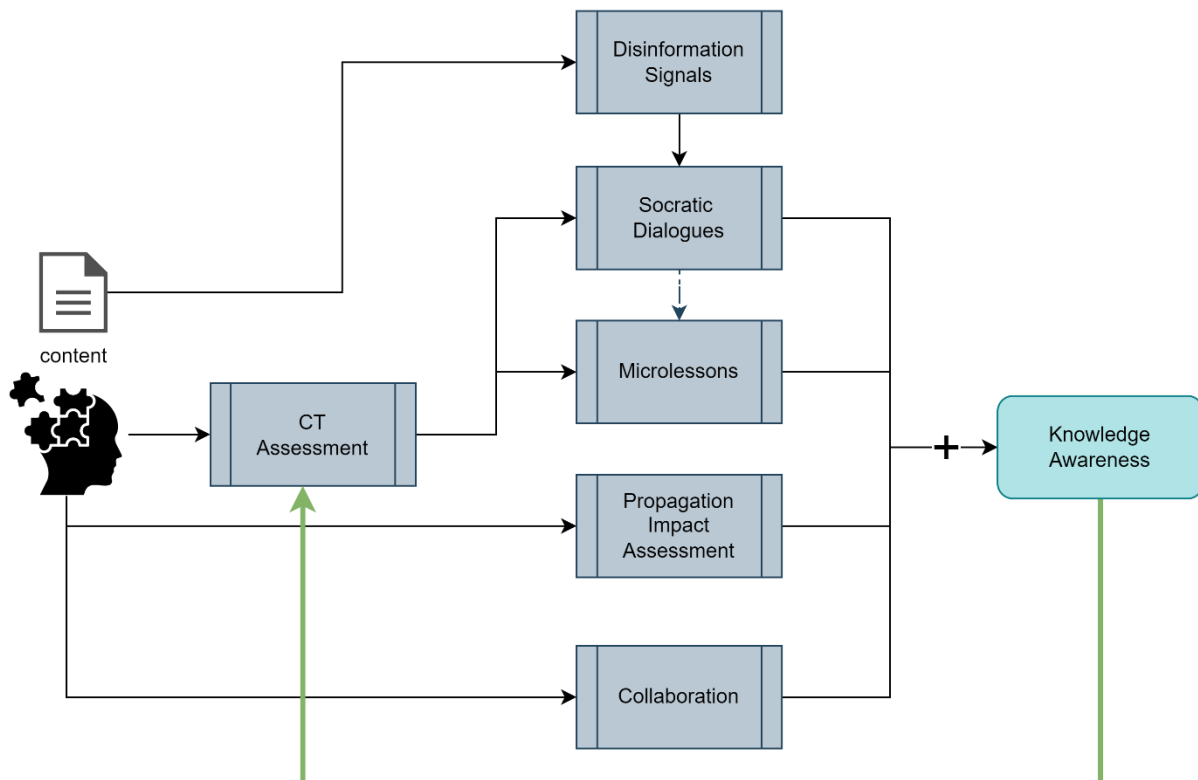 Disinformation
Signals
Socratic
Dialogues
content
Microlessons
CT
Assessment
Knowledge
Awareness
Propagation
Impact
Assessment
Collaboration